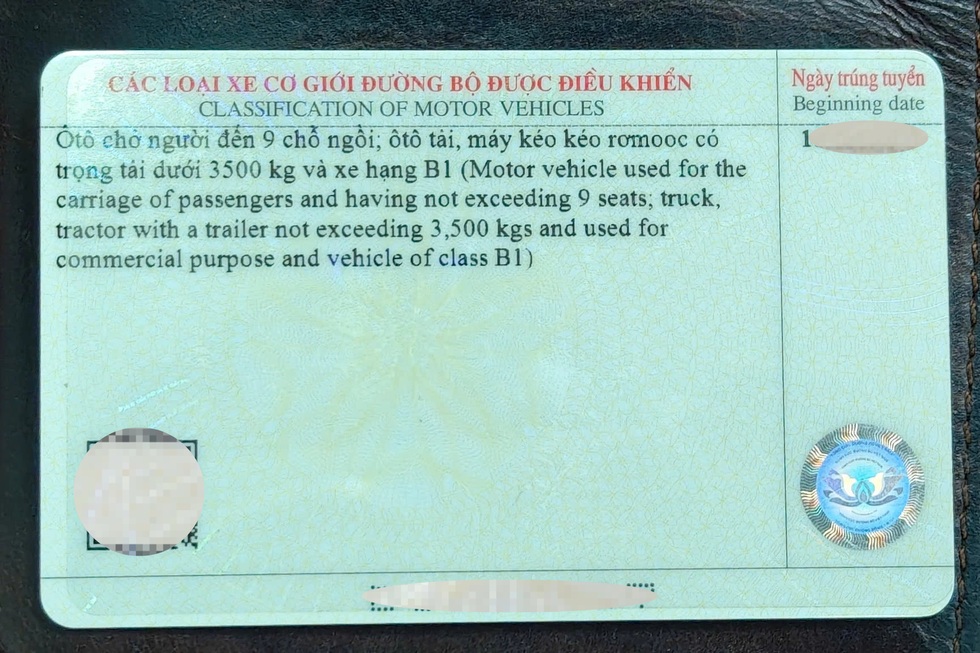 CÁC LOẠI XE CƠ GIỚI ĐƯỜNG BỘ ĐƯỢC ĐIỀU KHIỂN
CLASSIFICATION OF MOTOR VEHICLES
Ngày trúng tuyển
Beginning date
Ôtô chở người đến 9 chỗ ngồi; ôtô tải, máy kéo kéo rơmooc có
trọng tải dưới 3500 kg và xe hạng B1 (Motor vehicle used for the
carriage of passengers and having not exceeding 9 seats; truck,
tractor with a trailer not exceeding 3,500 kgs and used for
commercial purpose and vehicle of class B1)
1